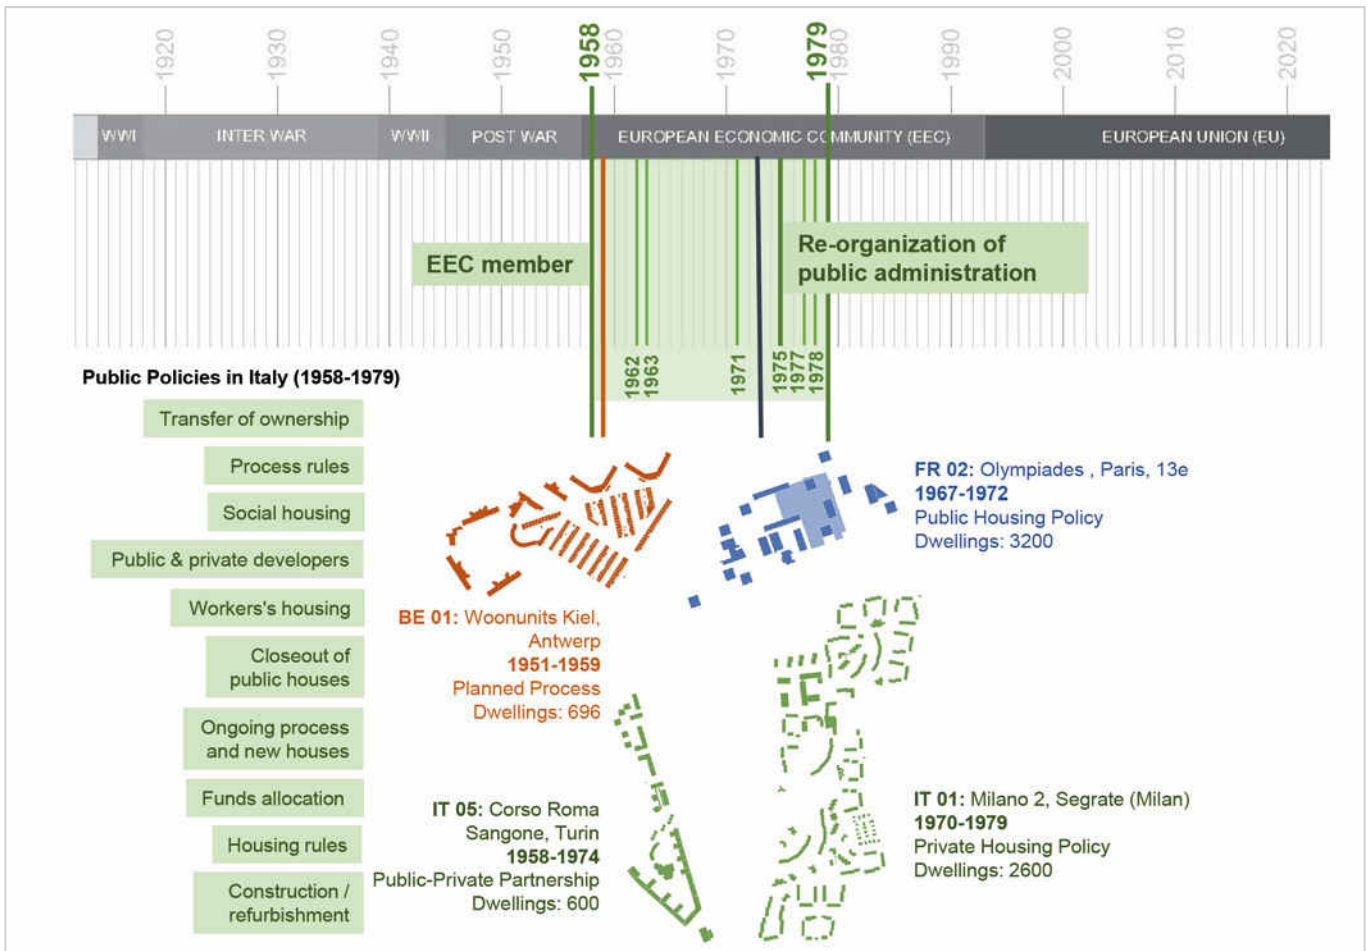 1920
1930
1940
1950
1958
1960
1970
1979
1980
1990
2000
2010
2020
WWI
INTER WAR
WWII
POST WAR
EUROPEAN ECONOMIC COMMUNITY (EEC)
EUROPEAN UNION (EU)
EEC member
Re-organization of
public administration
1962
1963
1971
1975
1977
1978
Public Policies in Italy (1958-1979)
Transfer of ownership
Process rules
Social housing
Public & private developers
Workers's housing
Closeout of
public houses
Ongoing process
and new houses
Funds allocation
Housing rules
Construction /
refurbishment
BE 01: Woonunits Kiel,
Antwerp
1951-1959
Planned Process
Dwellings: 696
FR 02: Olympiades , Paris, 13e
1967-1972
Public Housing Policy
Dwellings: 3200
IT 05: Corso Roma
Sangone, Turin
1958-1974
Public-Private Partnership
Dwellings: 600
IT 01: Milano 2, Segrate (Milan)
1970-1979
Private Housing Policy
Dwellings: 2600